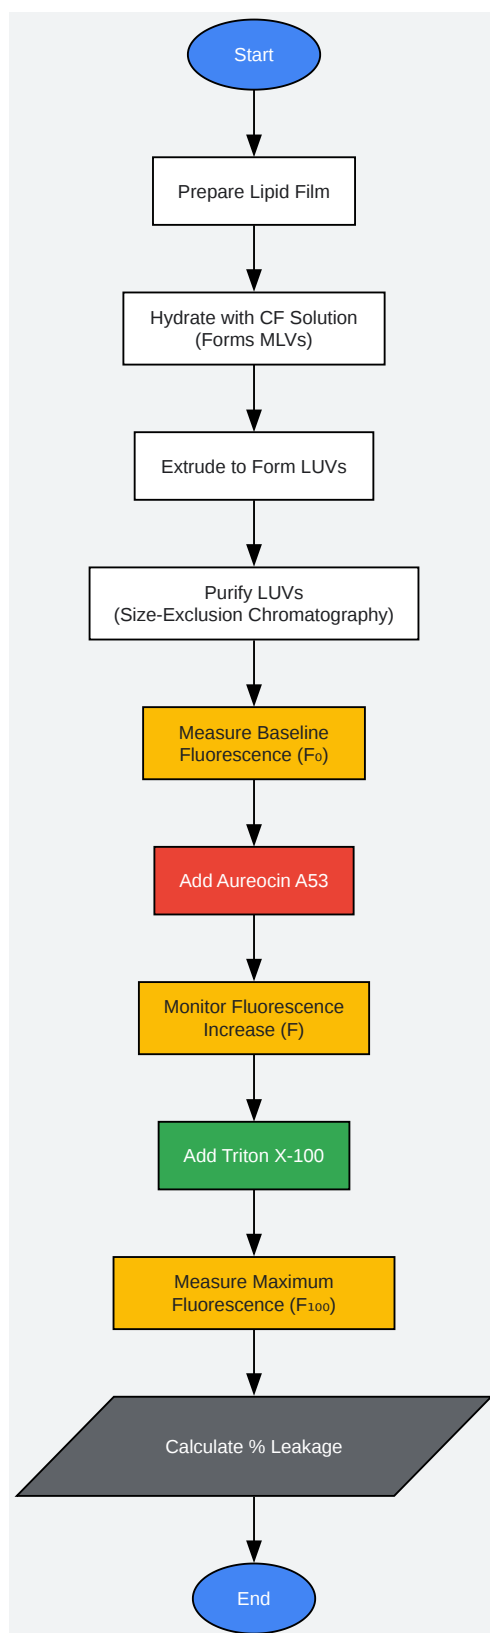 Start
Prepare Lipid Film
Hydrate with CF Solution
(Forms MLVs)
Extrude to Form LUVs
Purify LUVs
(Size-Exclusion Chromatography)
Measure Baseline
Fluorescence (F₀)
Add Aureocin A53
Monitor Fluorescence
Increase (F)
Add Triton X-100
Measure Maximum
Fluorescence (F₁₀₀)
Calculate % Leakage
End